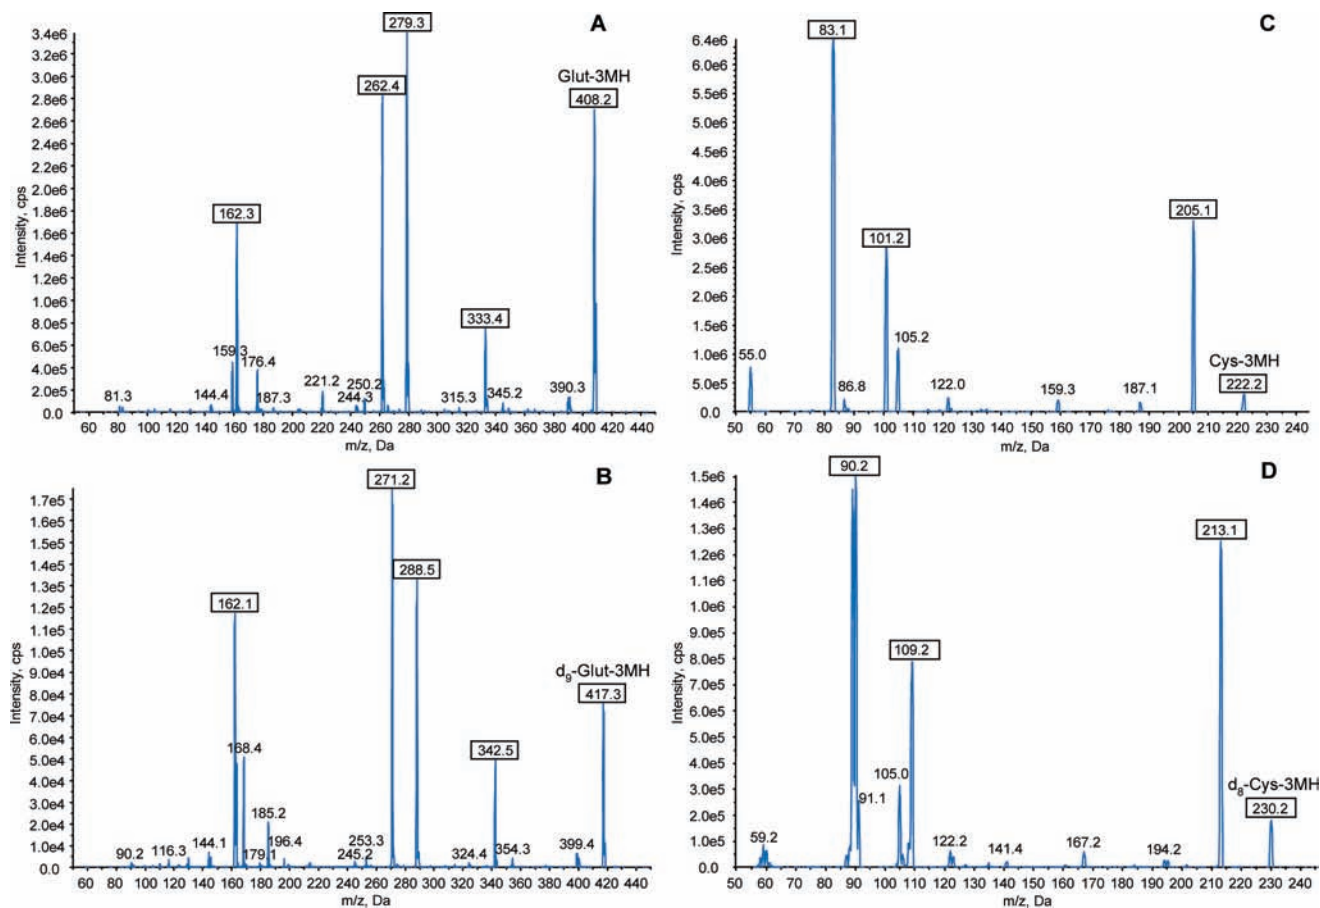 A
3.4e6
3.2e6
3.0e6
2.8e6
2.6e6
2.4e6
2.2e6
2.0e6
1.8e6
1.6e6
1.4e6
1.2e6
1.0e6
8.0e5
6.0e5
4.0e5
2.0e5
0.0
Intensity, cps
279.3
262.4
Glut-3MH
408.2
162.3
333.4
159.3
176.4
81.3
144.4
187.3
221.2
250.2
244.3
315.3
345.2
390.3
60 80 100 120 140 160 180 200 220 240 260 280 300 320 340 360 380 400 420 450
m/z, Da
C
6.4e6
6.0e6
5.5e6
5.0e6
4.5e6
4.0e6
3.5e6
3.0e6
2.5e6
2.0e6
1.5e6
1.0e6
5.0e5
0.0
Intensity, cps
83.1
205.1
101.2
105.2
55.0
Cys-3MH
222.2
86.8
122.0
159.3
187.1
50 60 70 80 90 100 110 120 130 140 150 160 170 180 190 200 210 220 230 240
m/z, Da
B
1.7e5
1.6e5
1.5e5
1.4e5
1.3e5
1.2e5
1.1e5
1.0e5
9.0e4
8.0e4
7.0e4
6.0e4
5.0e4
4.0e4
3.0e4
2.0e4
1.0e4
0.0
Intensity, cps
271.2
288.5
162.1
d9-Glut-3MH
417.3
342.5
168.4
185.2
90.2
116.3
144.1
179.1
196.4
253.3
245.2
324.4
354.3
399.4
60 80 100 120 140 160 180 200 220 240 260 280 300 320 340 360 380 400 420 450
m/z, Da
D
1.5e6
1.4e6
1.3e6
1.2e6
1.1e6
1.0e6
9.0e5
8.0e5
7.0e5
6.0e5
5.0e5
4.0e5
3.0e5
2.0e5
1.0e5
0.0
Intensity, cps
90.2
213.1
109.2
105.0
91.1
d8-Cys-3MH
230.2
59.2
122.2
141.4
167.2
194.2
50 60 70 80 90 100 110 120 130 140 150 160 170 180 190 200 210 220 230 240
m/z, Da